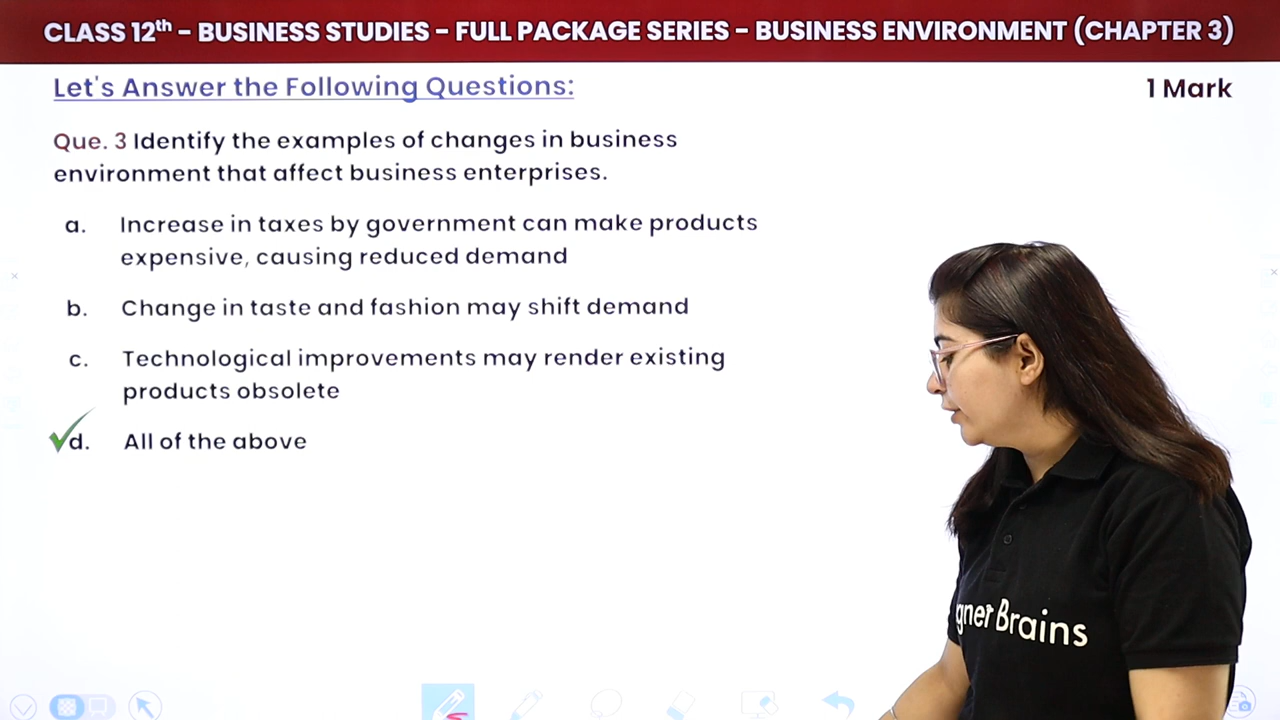 CLASS 12th – BUSINESS STUDIES – FULL PACKAGE SERIES – BUSINESS ENVIRONMENT (CHAPTER 3)
Let's Answer the Following Questions:
1 Mark
Que. 3 Identify the examples of changes in business
environment that affect business enterprises.
a. Increase in taxes by government can make products
expensive, causing reduced demand
b. Change in taste and fashion may shift demand
c. Technological improvements may render existing
products obsolete
d. All of the above
gner Brains